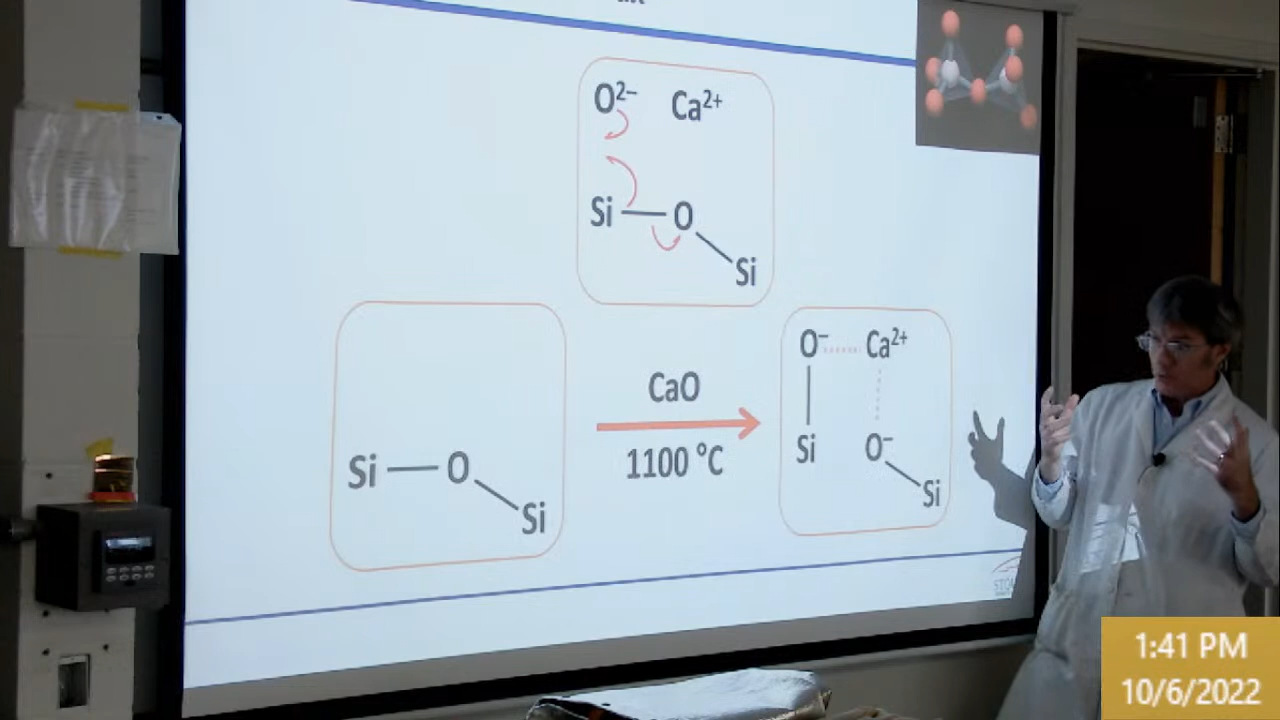 O²⁻ Ca²⁺
Si — O
Si
CaO
1100 °C
Si — O
Si
O⁻ Ca²⁺
Si O⁻
Si
1:41 PM
10/6/2022